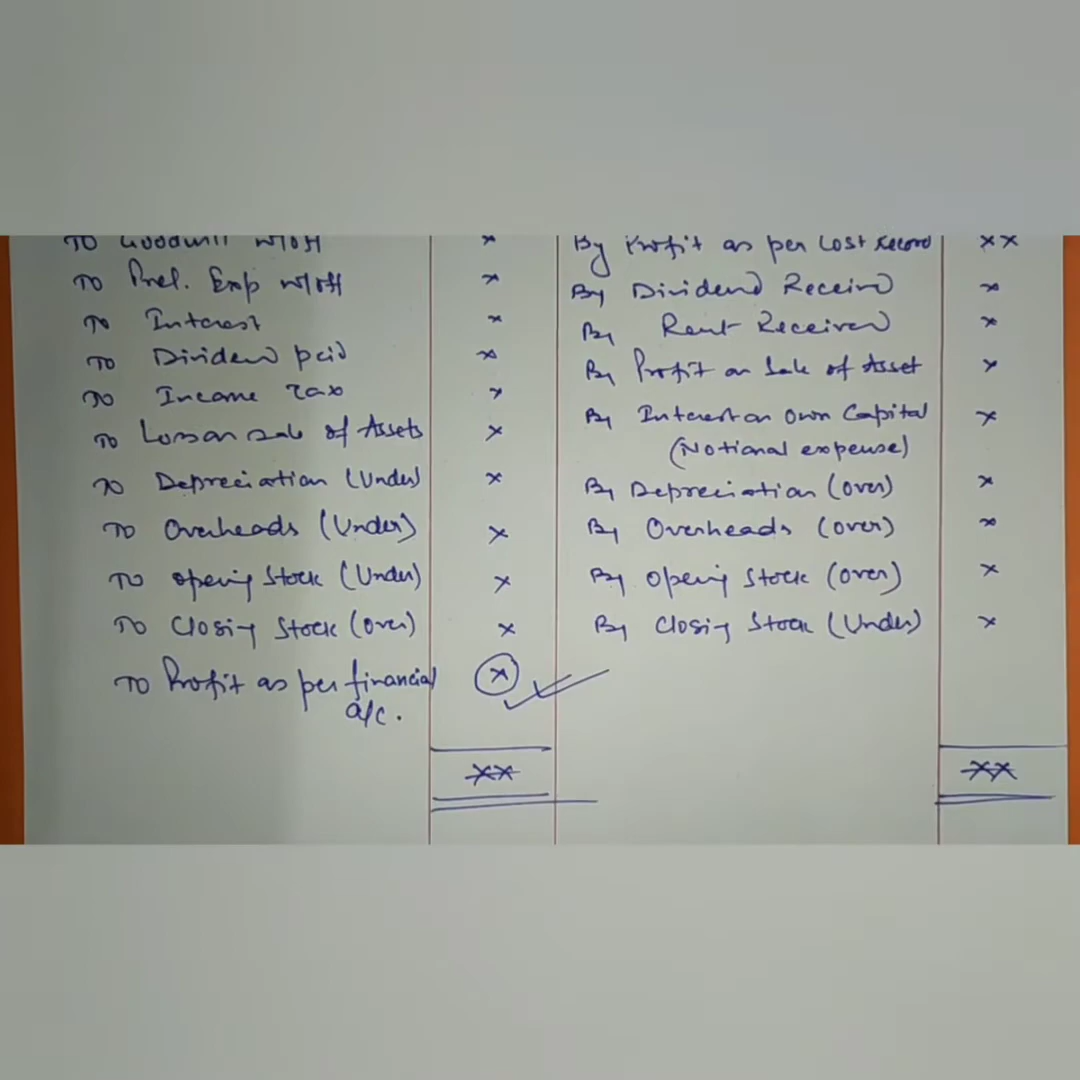 To Goodwill w/off × By Profit as per Cost record ××
To Prel. Exp w/off × By Dividend Receivd ×
To Interest × By Rent Received ×
To Dividend paid × By Profit on Sale of Asset ×
To Income Tax × By Interest on Own Capital ×
(Notional expense)
To Loss on sale of Assets ×
To Depreciation (Under) × By Depreciation (over) ×
To Overheads (Under) × By Overheads (over) ×
To Opening Stock (Under) × By Opening Stock (over) ×
To Closing Stock (over) × By Closing Stock (Under) ×
To Profit as per financial ×
a/c.
×× ××